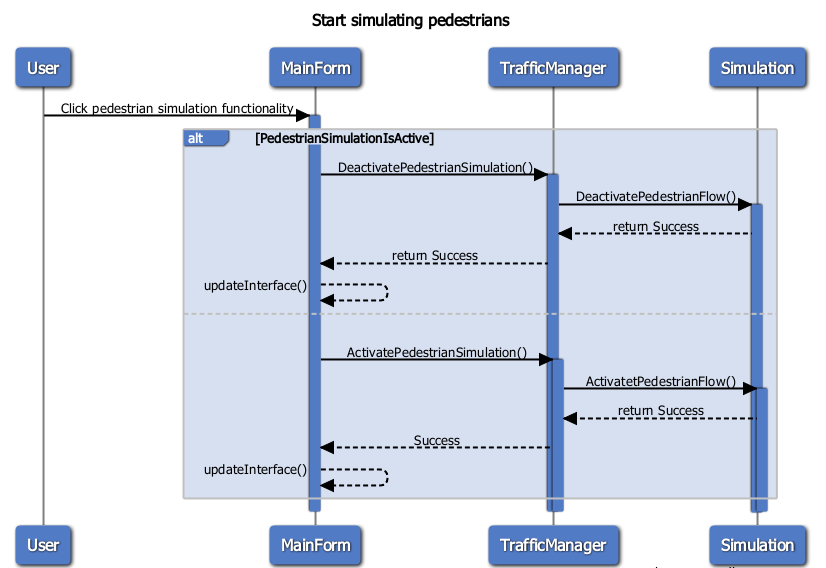 Start simulating pedestrians
User
MainForm
TrafficManager
Simulation
Click pedestrian simulation functionality
alt
[PedestrianSimulationIsActive]
DeactivatePedestrianSimulation()
DeactivatePedestrianFlow()
return Success
return Success
updateInterface()
ActivatePedestrianSimulation()
ActivatetPedestrianFlow()
return Success
Success
updateInterface()
User
MainForm
TrafficManager
Simulation